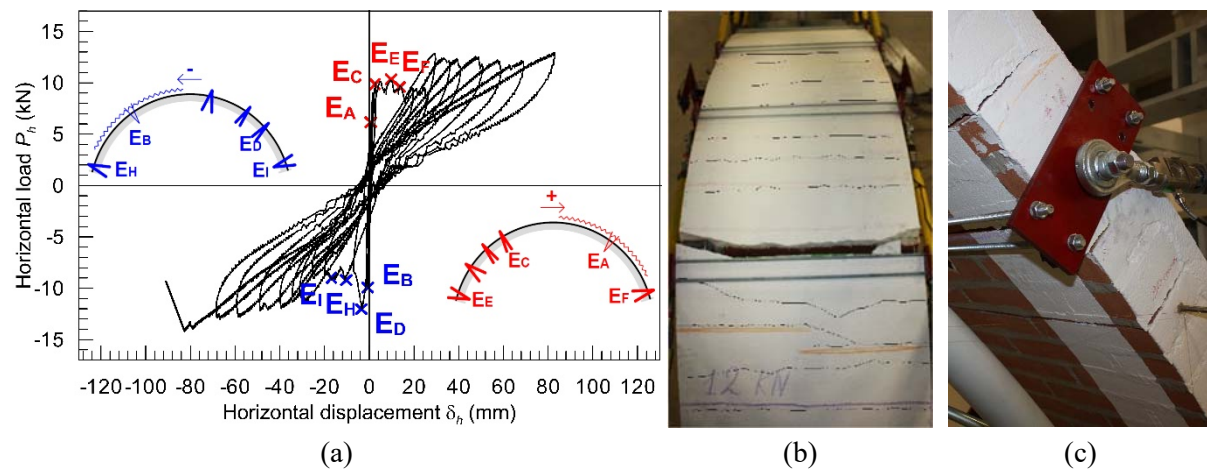 15
10
5
0
-5
-10
-15
Horizontal load P_h (kN)
-120 -100 -80 -60 -40 -20 0 20 40 60 80 100 120
Horizontal displacement δ_h (mm)
E_C E_E E_F
E_A
-
E_B E_D
E_H E_I
+
E_C E_A
E_E E_F
E_B
E_I E_H
E_D
12 KN
(a) (b) (c)